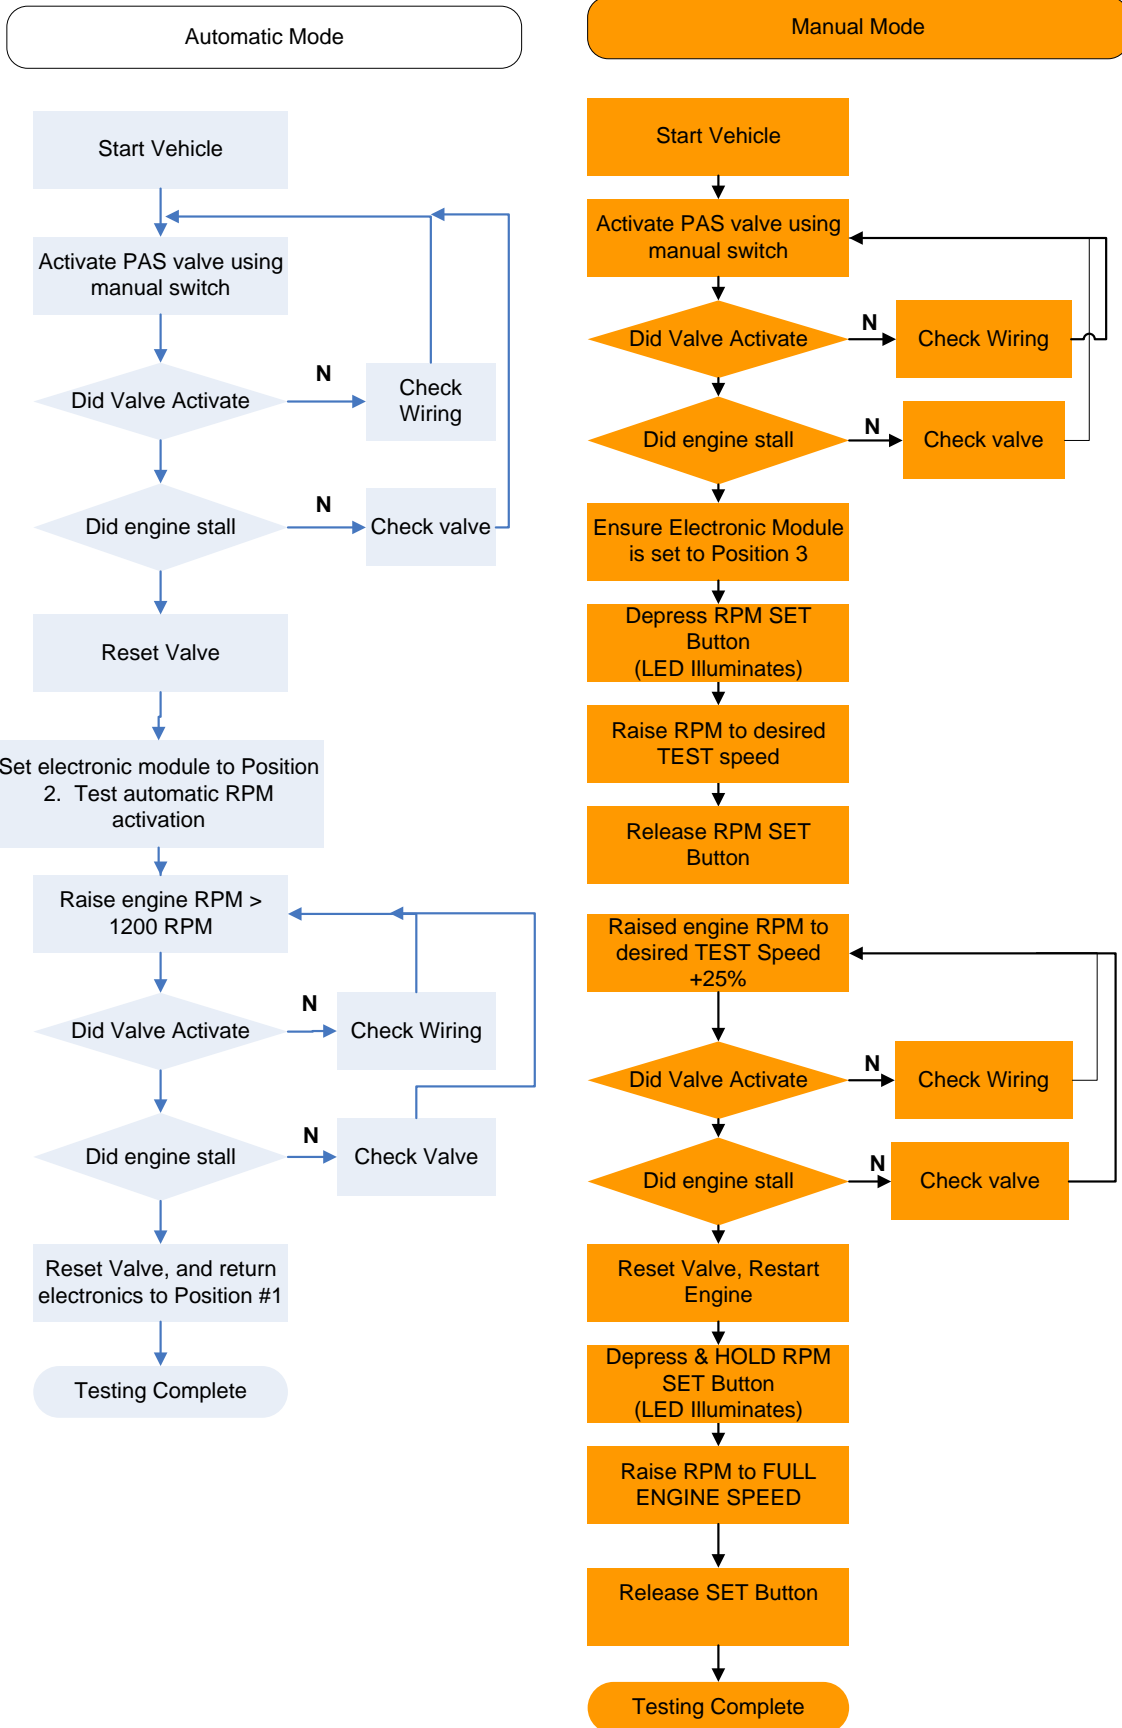 Automatic Mode
Start Vehicle
Activate PAS valve using
manual switch
Did Valve Activate
N
Check
Wiring
Did engine stall
N
Check valve
Reset Valve
Set electronic module to Position
2.  Test automatic RPM
activation
Raise engine RPM >
1200 RPM
Did Valve Activate
N
Check Wiring
Did engine stall
N
Check Valve
Reset Valve, and return
electronics to Position #1
Testing Complete
Manual Mode
Start Vehicle
Activate PAS valve using
manual switch
Did Valve Activate
N
Check Wiring
Did engine stall
N
Check valve
Ensure Electronic Module
is set to Position 3
Depress RPM SET
Button
(LED Illuminates)
Raise RPM to desired
TEST speed
Release RPM SET
Button
Raised engine RPM to
desired TEST Speed
+25%
Did Valve Activate
N
Check Wiring
Did engine stall
N
Check valve
Reset Valve, Restart
Engine
Depress & HOLD RPM
SET Button
(LED Illuminates)
Raise RPM to FULL
ENGINE SPEED
Release SET Button
Testing Complete